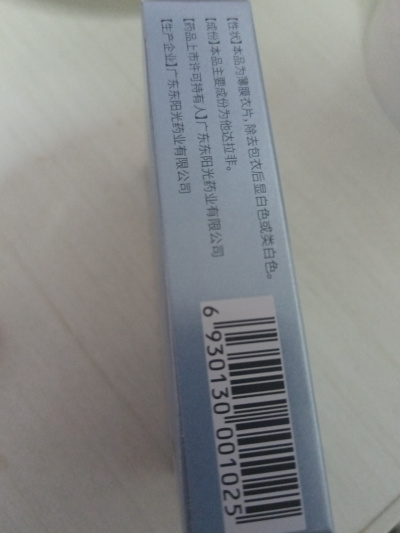 【性状】本品为薄膜衣片,除去包衣后显白色或类白色。
【成份】本品主要成份为他达拉非。
【药品上市许可持有人】广东东阳光药业有限公司
【生产企业】广东东阳光药业有限公司
6 930130 001025